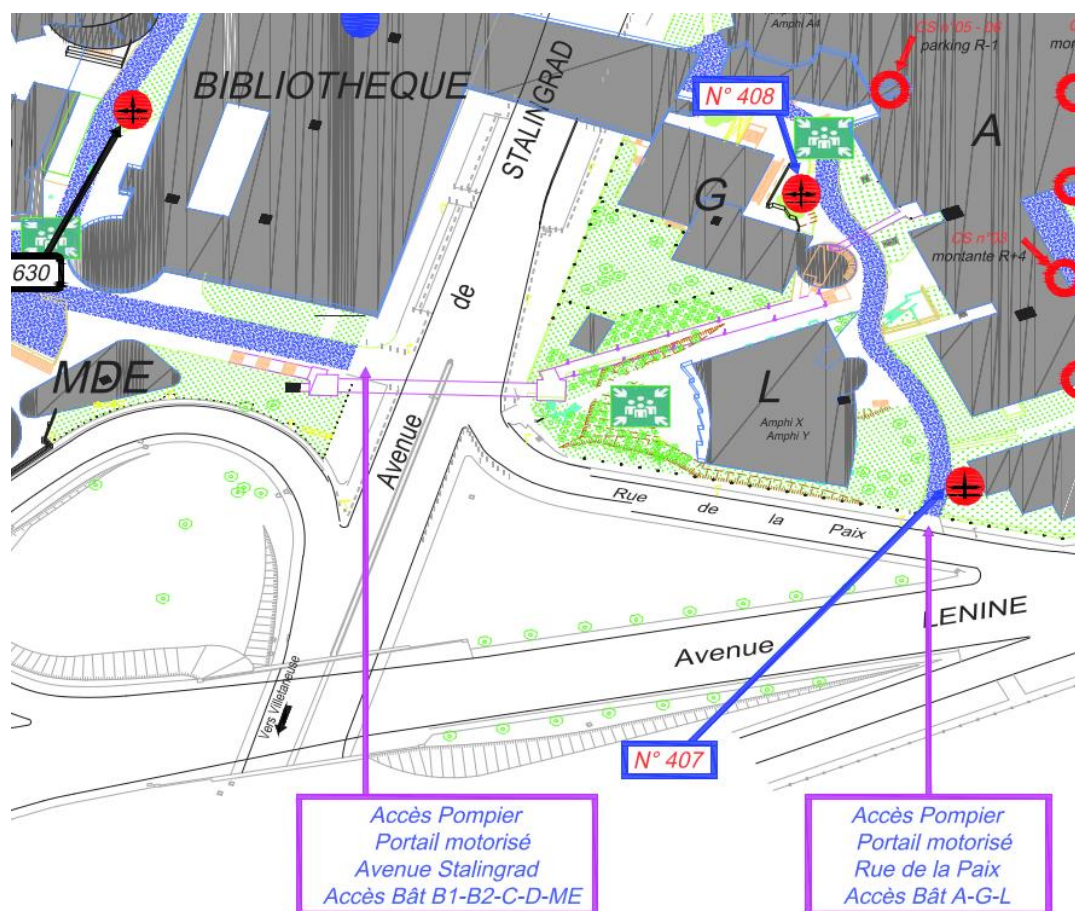 Amphi A4
CS n°05 - 06
parking R-1
BIBLIOTHEQUE
STALINGRAD
N° 408
A
G
CS n°03
montante R+4
630
de
MDE
L
Amphi X
Amphi Y
Avenue
Rue de la Paix
LENINE
Avenue
Vers Villetaneuse
N° 407
Accès Pompier
Portail motorisé
Avenue Stalingrad
Accès Bât B1-B2-C-D-ME
Accès Pompier
Portail motorisé
Rue de la Paix
Accès Bât A-G-L